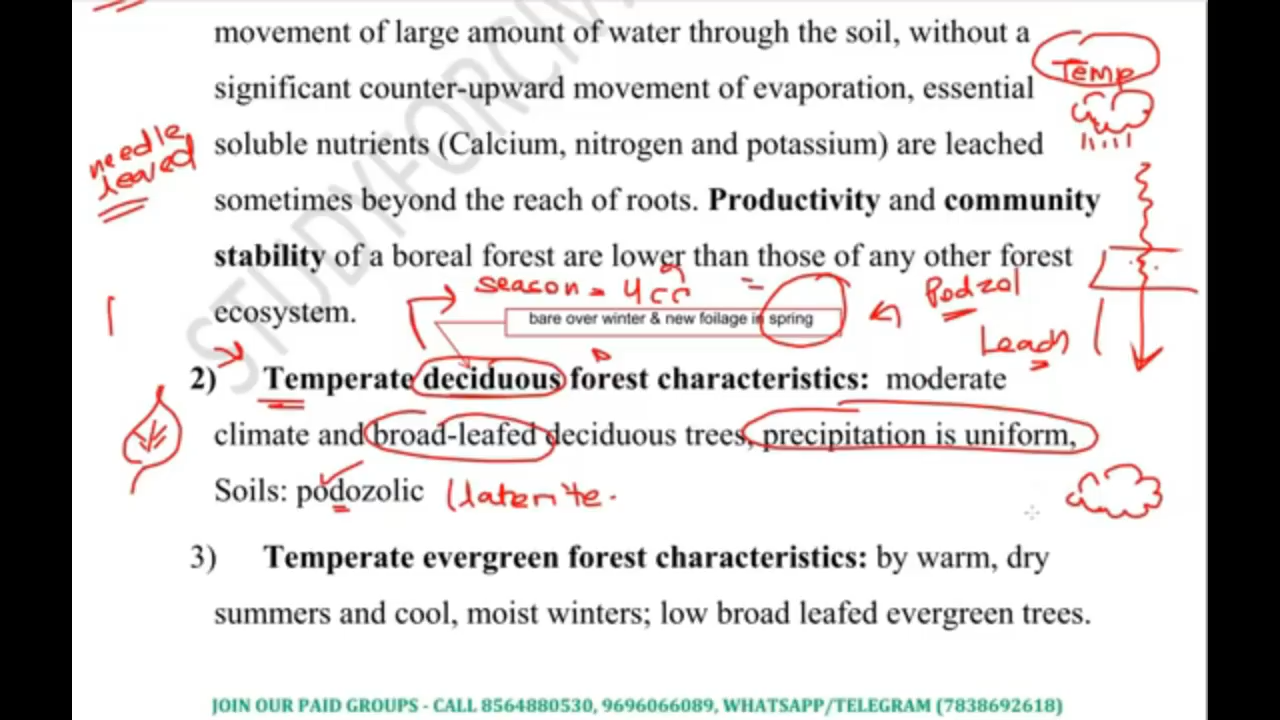 movement of large amount of water through the soil, without a
Temp
significant counter-upward movement of evaporation, essential
needle
leaved
soluble nutrients (Calcium, nitrogen and potassium) are leached
sometimes beyond the reach of roots. Productivity and community
stability of a boreal forest are lower than those of any other forest
season
Podzol
ecosystem.
bare over winter & new foilage in spring
Leach
2) Temperate deciduous forest characteristics: moderate
climate and broad-leafed deciduous trees, precipitation is uniform,
Soils: podozolic (laterite.
3) Temperate evergreen forest characteristics: by warm, dry
summers and cool, moist winters; low broad leafed evergreen trees.
STUDYFORC
JOIN OUR PAID GROUPS - CALL 8564880530, 9696066089, WHATSAPP/TELEGRAM (7838692618)